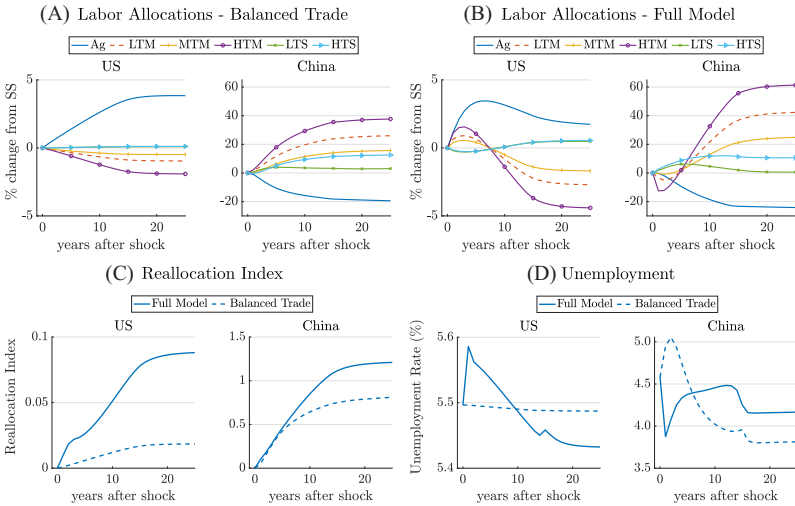 (A) Labor Allocations - Balanced Trade
Ag LTM MTM HTM LTS HTS
US
% change from SS
5
0
-5
0 10 20
years after shock
China
60
40
20
0
-20
0 10 20
years after shock
(B) Labor Allocations - Full Model
Ag LTM MTM HTM LTS HTS
US
% change from SS
5
0
-5
0 10 20
years after shock
China
60
40
20
0
-20
0 10 20
years after shock
(C) Reallocation Index
Full Model Balanced Trade
US
Reallocation Index
0.1
0.05
0
0 10 20
years after shock
China
1.5
1
0.5
0
0 10 20
years after shock
(D) Unemployment
Full Model Balanced Trade
US
Unemployment Rate (%)
5.6
5.5
5.4
0 10 20
years after shock
China
5.0
4.5
4.0
3.5
0 10 20
years after shock